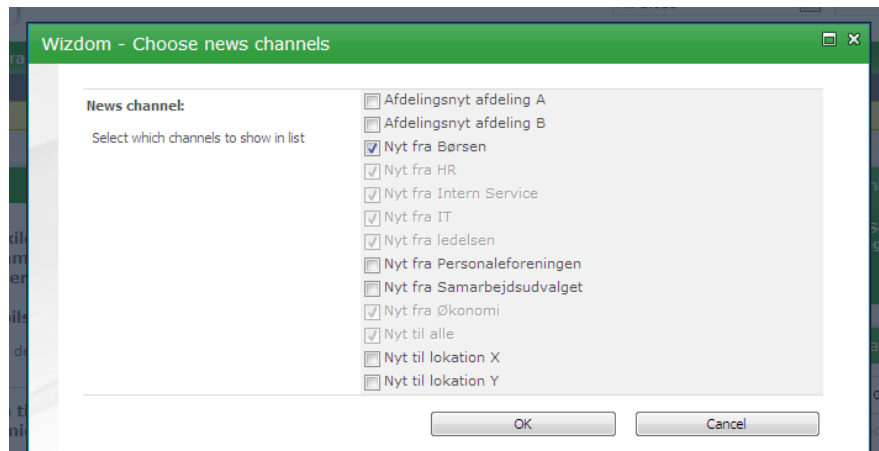 Wizdom - Choose news channels
News channel:
Select which channels to show in list
Afdelingsnyt afdeling A
Afdelingsnyt afdeling B
Nyt fra Børsen
Nyt fra HR
Nyt fra Intern Service
Nyt fra IT
Nyt fra ledelsen
Nyt fra Personaleforeningen
Nyt fra Samarbejdsudvalget
Nyt fra Økonomi
Nyt til alle
Nyt til lokation X
Nyt til lokation Y
OK
Cancel